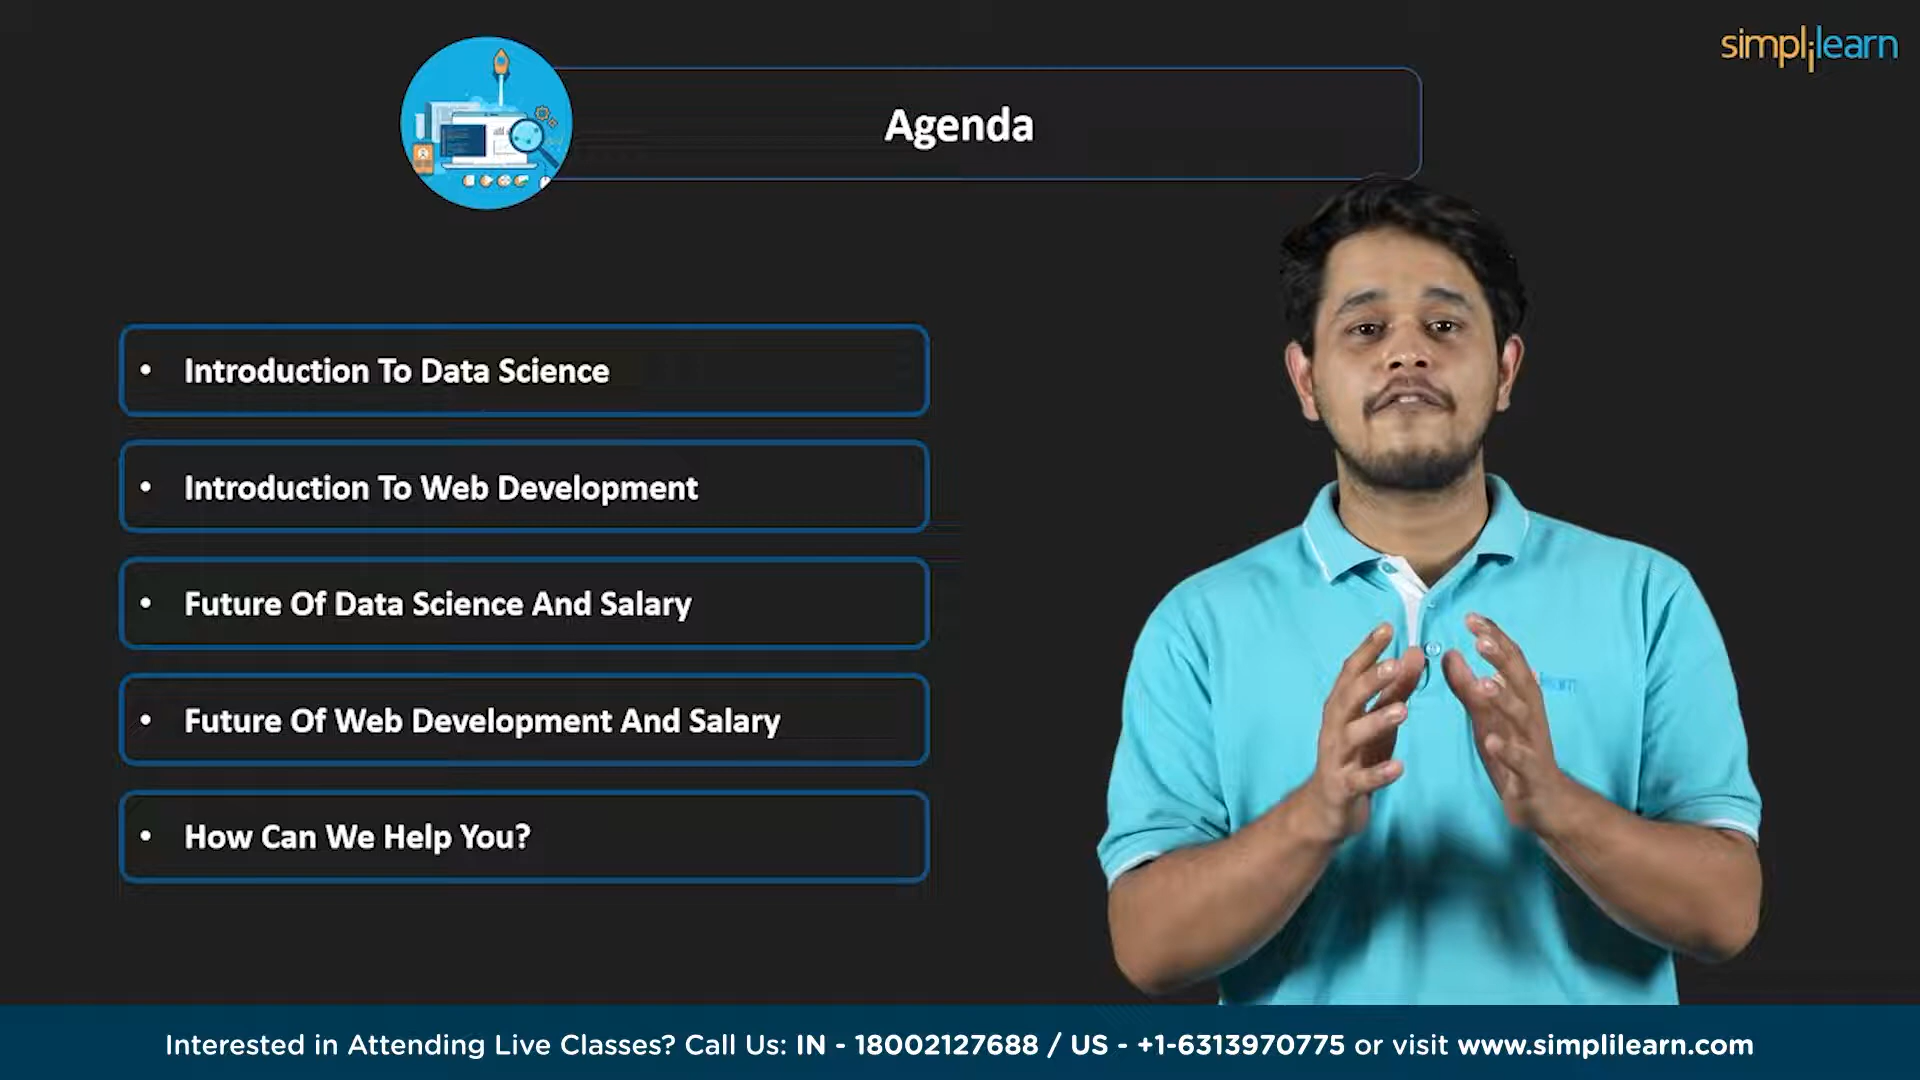 simplilearn
Agenda
• Introduction To Data Science
• Introduction To Web Development
• Future Of Data Science And Salary
• Future Of Web Development And Salary
• How Can We Help You?
Interested in Attending Live Classes? Call Us: IN - 18002127688 / US - +1-6313970775 or visit www.simplilearn.com